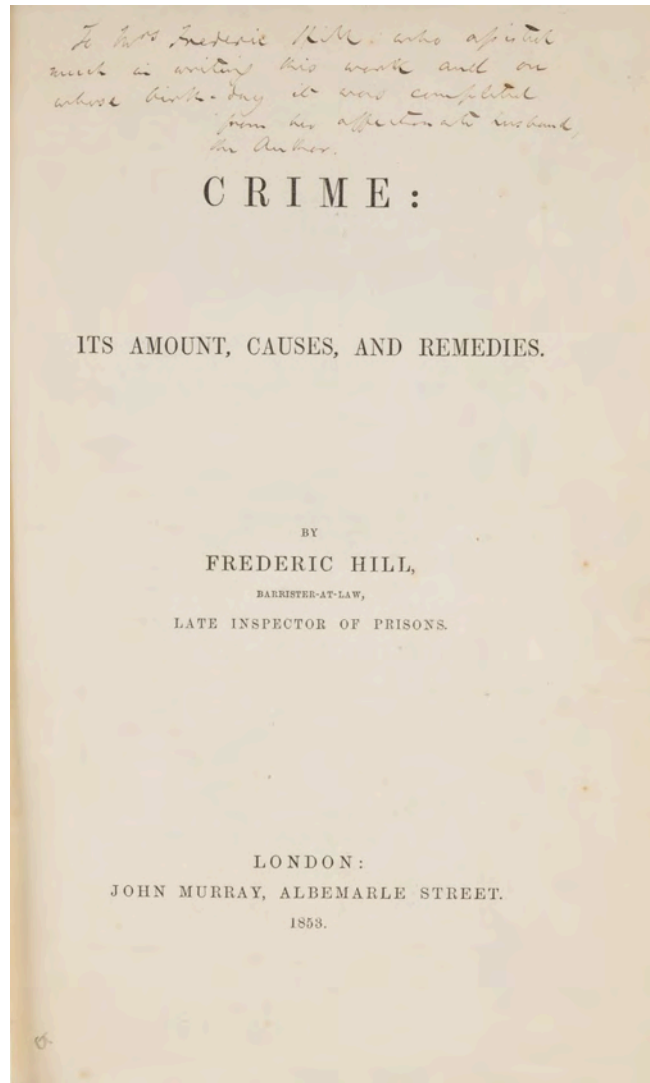 To Mrs Frederic Hill who assisted
much in writing this work and on
whose birth-day it was completed
from her affectionate husband,
the Author.
CRIME:
ITS AMOUNT, CAUSES, AND REMEDIES.
BY
FREDERIC HILL,
BARRISTER-AT-LAW,
LATE INSPECTOR OF PRISONS.
LONDON:
JOHN MURRAY, ALBEMARLE STREET.
1853.